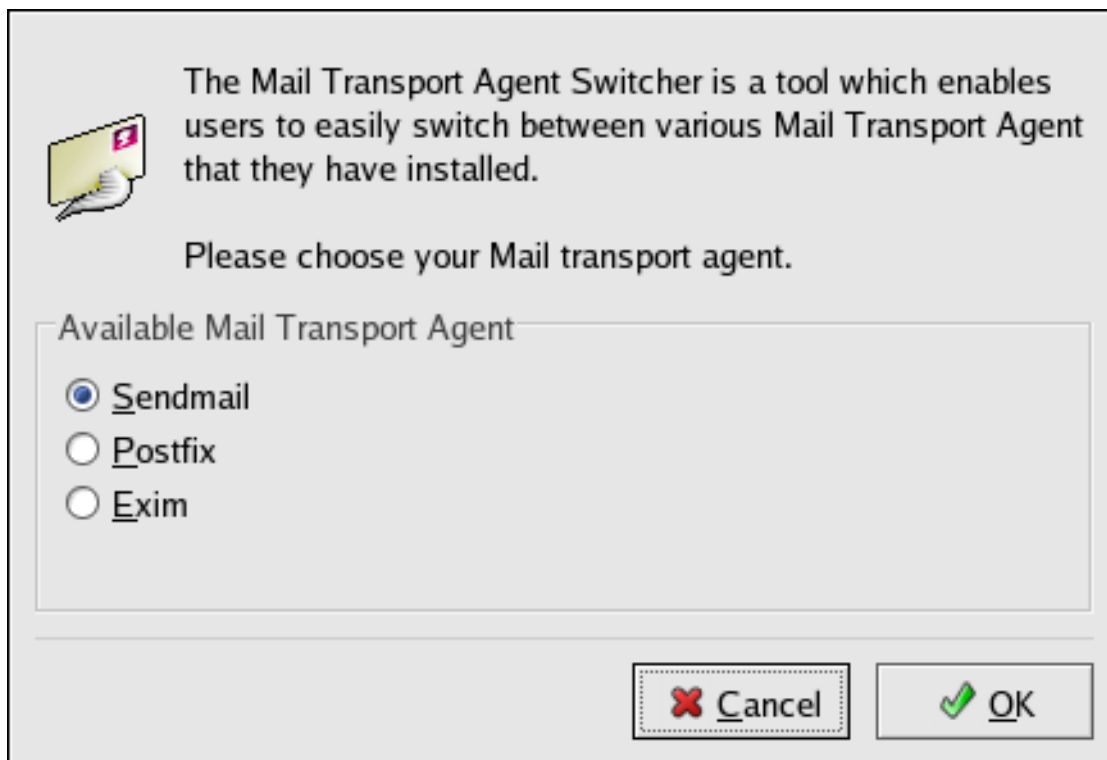 The Mail Transport Agent Switcher is a tool which enables
users to easily switch between various Mail Transport Agent
that they have installed.
Please choose your Mail transport agent.
Available Mail Transport Agent
Sendmail
Postfix
Exim
Cancel
OK